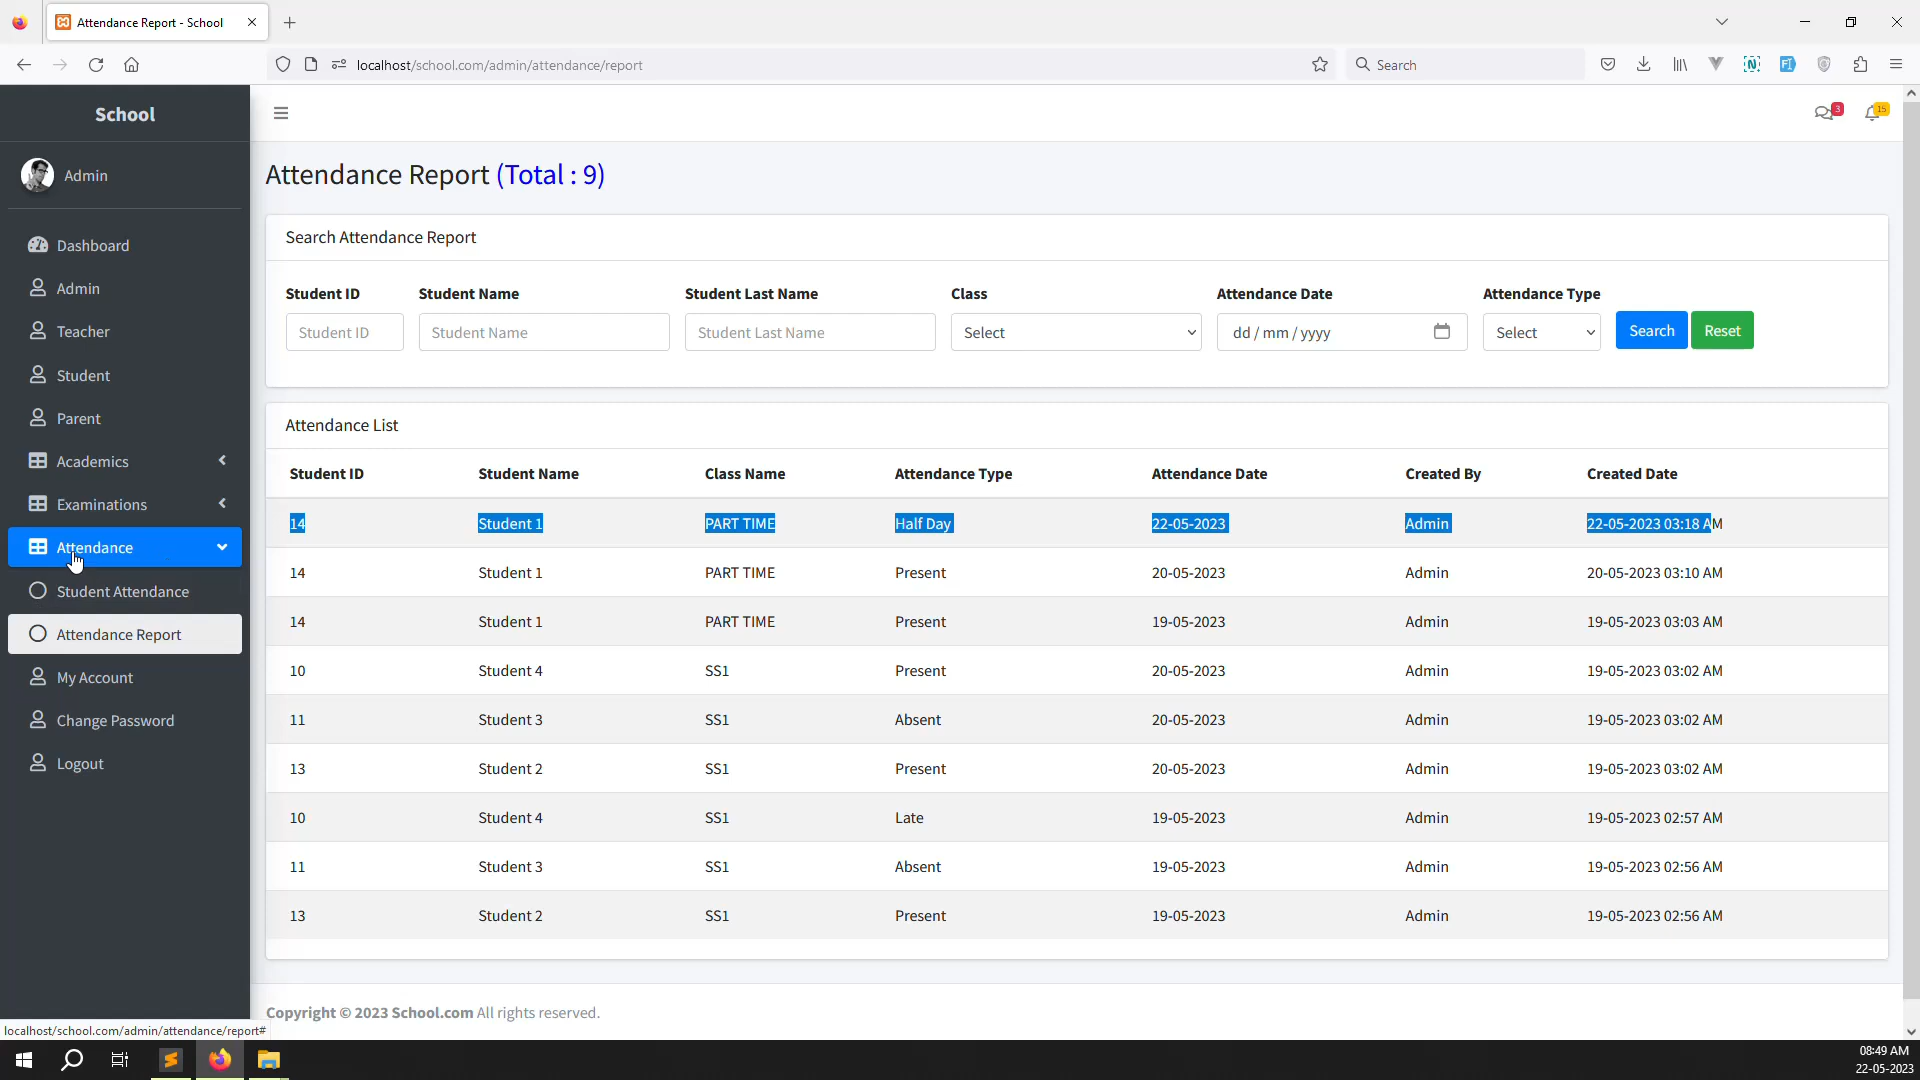 Attendance Report - School
localhost/school.com/admin/attendance/report
Search
School
3
15
Admin
Dashboard
Admin
Teacher
Student
Parent
Academics
Examinations
Attendance
Student Attendance
Attendance Report
My Account
Change Password
Logout
Attendance Report (Total : 9)
Search Attendance Report
Student ID Student Name Student Last Name Class Attendance Date Attendance Type
Student ID Student Name Student Last Name Select dd / mm / yyyy Select Search Reset
Attendance List
Student ID Student Name Class Name Attendance Type Attendance Date Created By Created Date
14 Student 1 PART TIME Half Day 22-05-2023 Admin 22-05-2023 03:18 AM
14 Student 1 PART TIME Present 20-05-2023 Admin 20-05-2023 03:10 AM
14 Student 1 PART TIME Present 19-05-2023 Admin 19-05-2023 03:03 AM
10 Student 4 SS1 Present 20-05-2023 Admin 19-05-2023 03:02 AM
11 Student 3 SS1 Absent 20-05-2023 Admin 19-05-2023 03:02 AM
13 Student 2 SS1 Present 20-05-2023 Admin 19-05-2023 03:02 AM
10 Student 4 SS1 Late 19-05-2023 Admin 19-05-2023 02:57 AM
11 Student 3 SS1 Absent 19-05-2023 Admin 19-05-2023 02:56 AM
13 Student 2 SS1 Present 19-05-2023 Admin 19-05-2023 02:56 AM
Copyright © 2023 School.com All rights reserved.
localhost/school.com/admin/attendance/report#
08:49 AM
22-05-2023